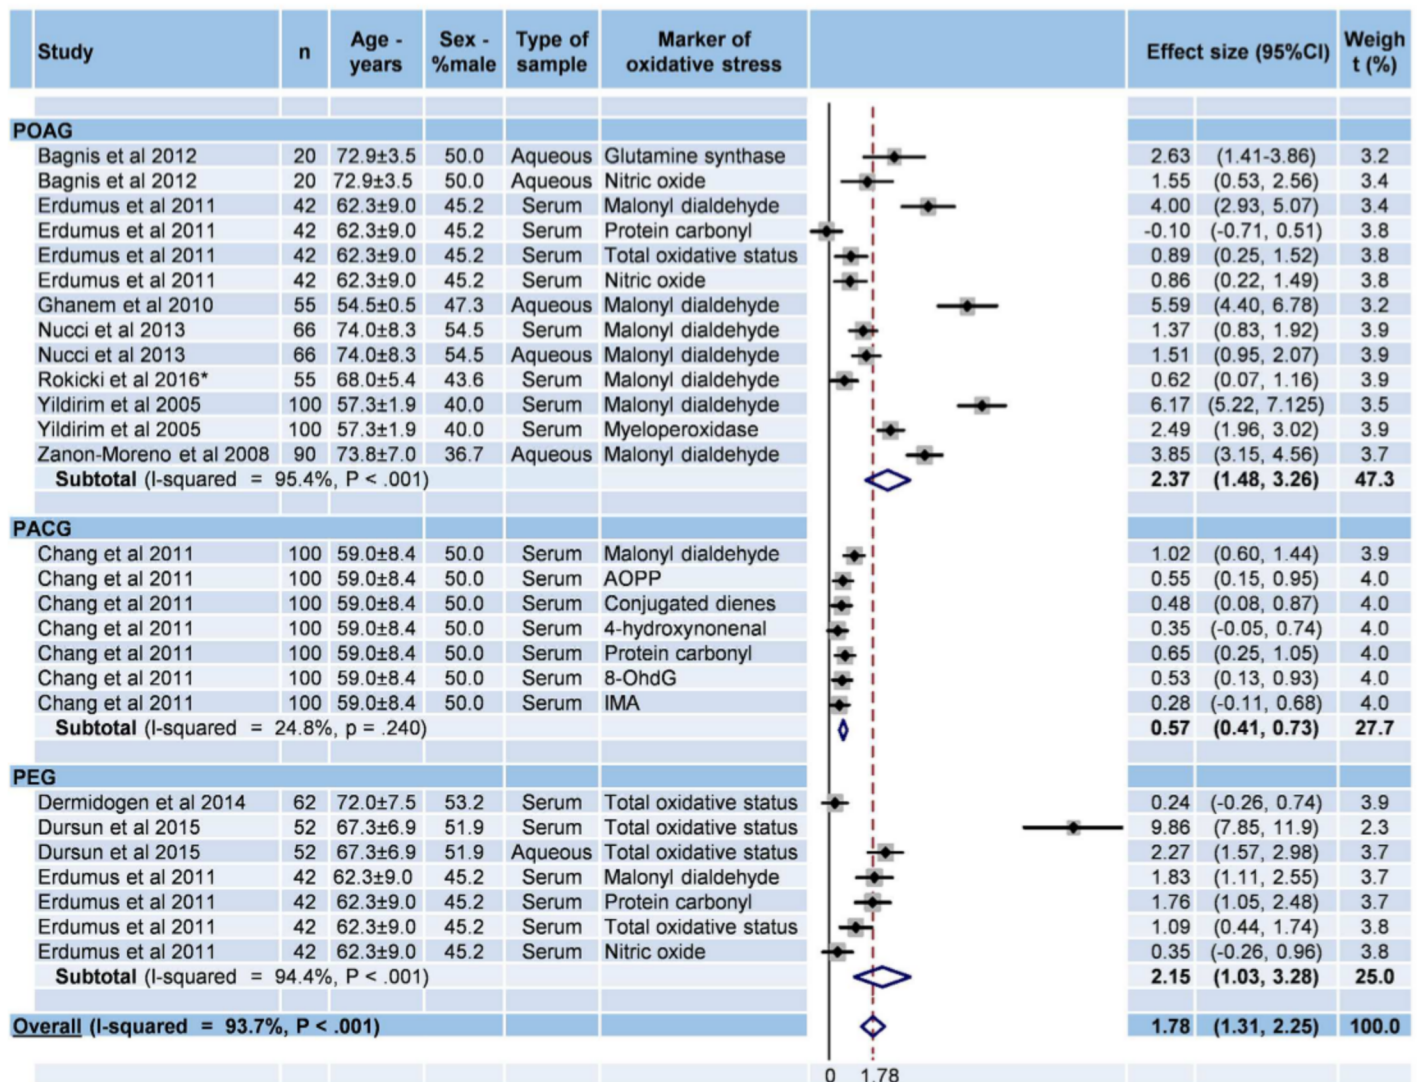 Study n Age - years Sex - %male Type of sample Marker of oxidative stress Effect size (95%CI) Weigh t (%)
POAG
Bagnis et al 2012 20 72.9±3.5 50.0 Aqueous Glutamine synthase 2.63 (1.41-3.86) 3.2
Bagnis et al 2012 20 72.9±3.5 50.0 Aqueous Nitric oxide 1.55 (0.53, 2.56) 3.4
Erdumus et al 2011 42 62.3±9.0 45.2 Serum Malonyl dialdehyde 4.00 (2.93, 5.07) 3.4
Erdumus et al 2011 42 62.3±9.0 45.2 Serum Protein carbonyl -0.10 (-0.71, 0.51) 3.8
Erdumus et al 2011 42 62.3±9.0 45.2 Serum Total oxidative status 0.89 (0.25, 1.52) 3.8
Erdumus et al 2011 42 62.3±9.0 45.2 Serum Nitric oxide 0.86 (0.22, 1.49) 3.8
Ghanem et al 2010 55 54.5±0.5 47.3 Aqueous Malonyl dialdehyde 5.59 (4.40, 6.78) 3.2
Nucci et al 2013 66 74.0±8.3 54.5 Serum Malonyl dialdehyde 1.37 (0.83, 1.92) 3.9
Nucci et al 2013 66 74.0±8.3 54.5 Aqueous Malonyl dialdehyde 1.51 (0.95, 2.07) 3.9
Rokicki et al 2016* 55 68.0±5.4 43.6 Serum Malonyl dialdehyde 0.62 (0.07, 1.16) 3.9
Yildirim et al 2005 100 57.3±1.9 40.0 Serum Malonyl dialdehyde 6.17 (5.22, 7.125) 3.5
Yildirim et al 2005 100 57.3±1.9 40.0 Serum Myeloperoxidase 2.49 (1.96, 3.02) 3.9
Zanon-Moreno et al 2008 90 73.8±7.0 36.7 Aqueous Malonyl dialdehyde 3.85 (3.15, 4.56) 3.7
Subtotal (I-squared = 95.4%, P < .001) 2.37 (1.48, 3.26) 47.3
PACG
Chang et al 2011 100 59.0±8.4 50.0 Serum Malonyl dialdehyde 1.02 (0.60, 1.44) 3.9
Chang et al 2011 100 59.0±8.4 50.0 Serum AOPP 0.55 (0.15, 0.95) 4.0
Chang et al 2011 100 59.0±8.4 50.0 Serum Conjugated dienes 0.48 (0.08, 0.87) 4.0
Chang et al 2011 100 59.0±8.4 50.0 Serum 4-hydroxynonenal 0.35 (-0.05, 0.74) 4.0
Chang et al 2011 100 59.0±8.4 50.0 Serum Protein carbonyl 0.65 (0.25, 1.05) 4.0
Chang et al 2011 100 59.0±8.4 50.0 Serum 8-OhdG 0.53 (0.13, 0.93) 4.0
Chang et al 2011 100 59.0±8.4 50.0 Serum IMA 0.28 (-0.11, 0.68) 4.0
Subtotal (I-squared = 24.8%, p = .240) 0.57 (0.41, 0.73) 27.7
PEG
Dermidogen et al 2014 62 72.0±7.5 53.2 Serum Total oxidative status 0.24 (-0.26, 0.74) 3.9
Dursun et al 2015 52 67.3±6.9 51.9 Serum Total oxidative status 9.86 (7.85, 11.9) 2.3
Dursun et al 2015 52 67.3±6.9 51.9 Aqueous Total oxidative status 2.27 (1.57, 2.98) 3.7
Erdumus et al 2011 42 62.3±9.0 45.2 Serum Malonyl dialdehyde 1.83 (1.11, 2.55) 3.7
Erdumus et al 2011 42 62.3±9.0 45.2 Serum Protein carbonyl 1.76 (1.05, 2.48) 3.7
Erdumus et al 2011 42 62.3±9.0 45.2 Serum Total oxidative status 1.09 (0.44, 1.74) 3.8
Erdumus et al 2011 42 62.3±9.0 45.2 Serum Nitric oxide 0.35 (-0.26, 0.96) 3.8
Subtotal (I-squared = 94.4%, P < .001) 2.15 (1.03, 3.28) 25.0
Overall (I-squared = 93.7%, P < .001) 1.78 (1.31, 2.25) 100.0
0 1.78